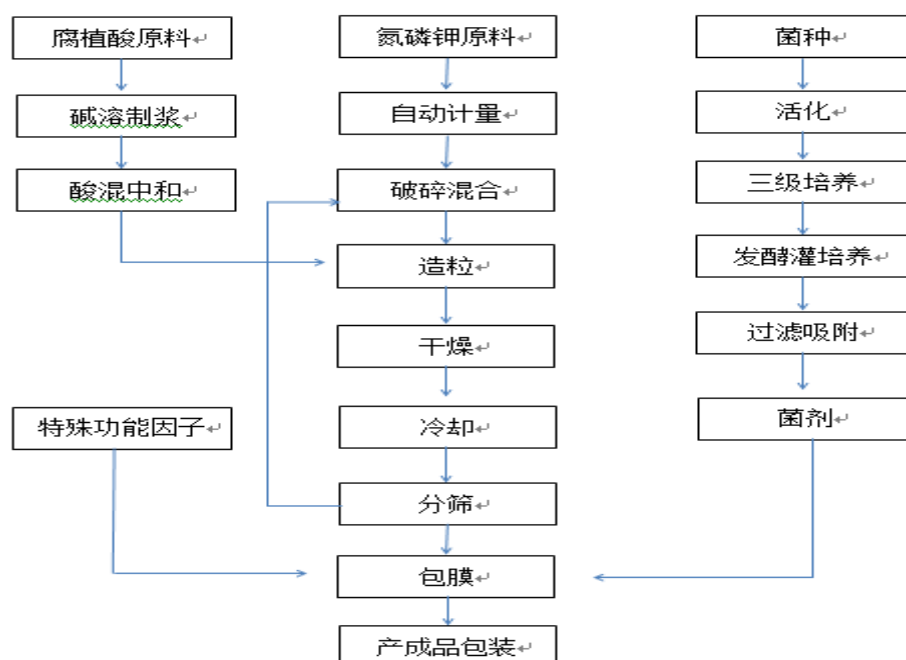 腐植酸原料
氮磷钾原料
菌种
碱溶制浆
自动计量
活化
酸混中和
破碎混合
三级培养
造粒
发酵灌培养
干燥
过滤吸附
特殊功能因子
冷却
菌剂
分筛
包膜
产成品包装